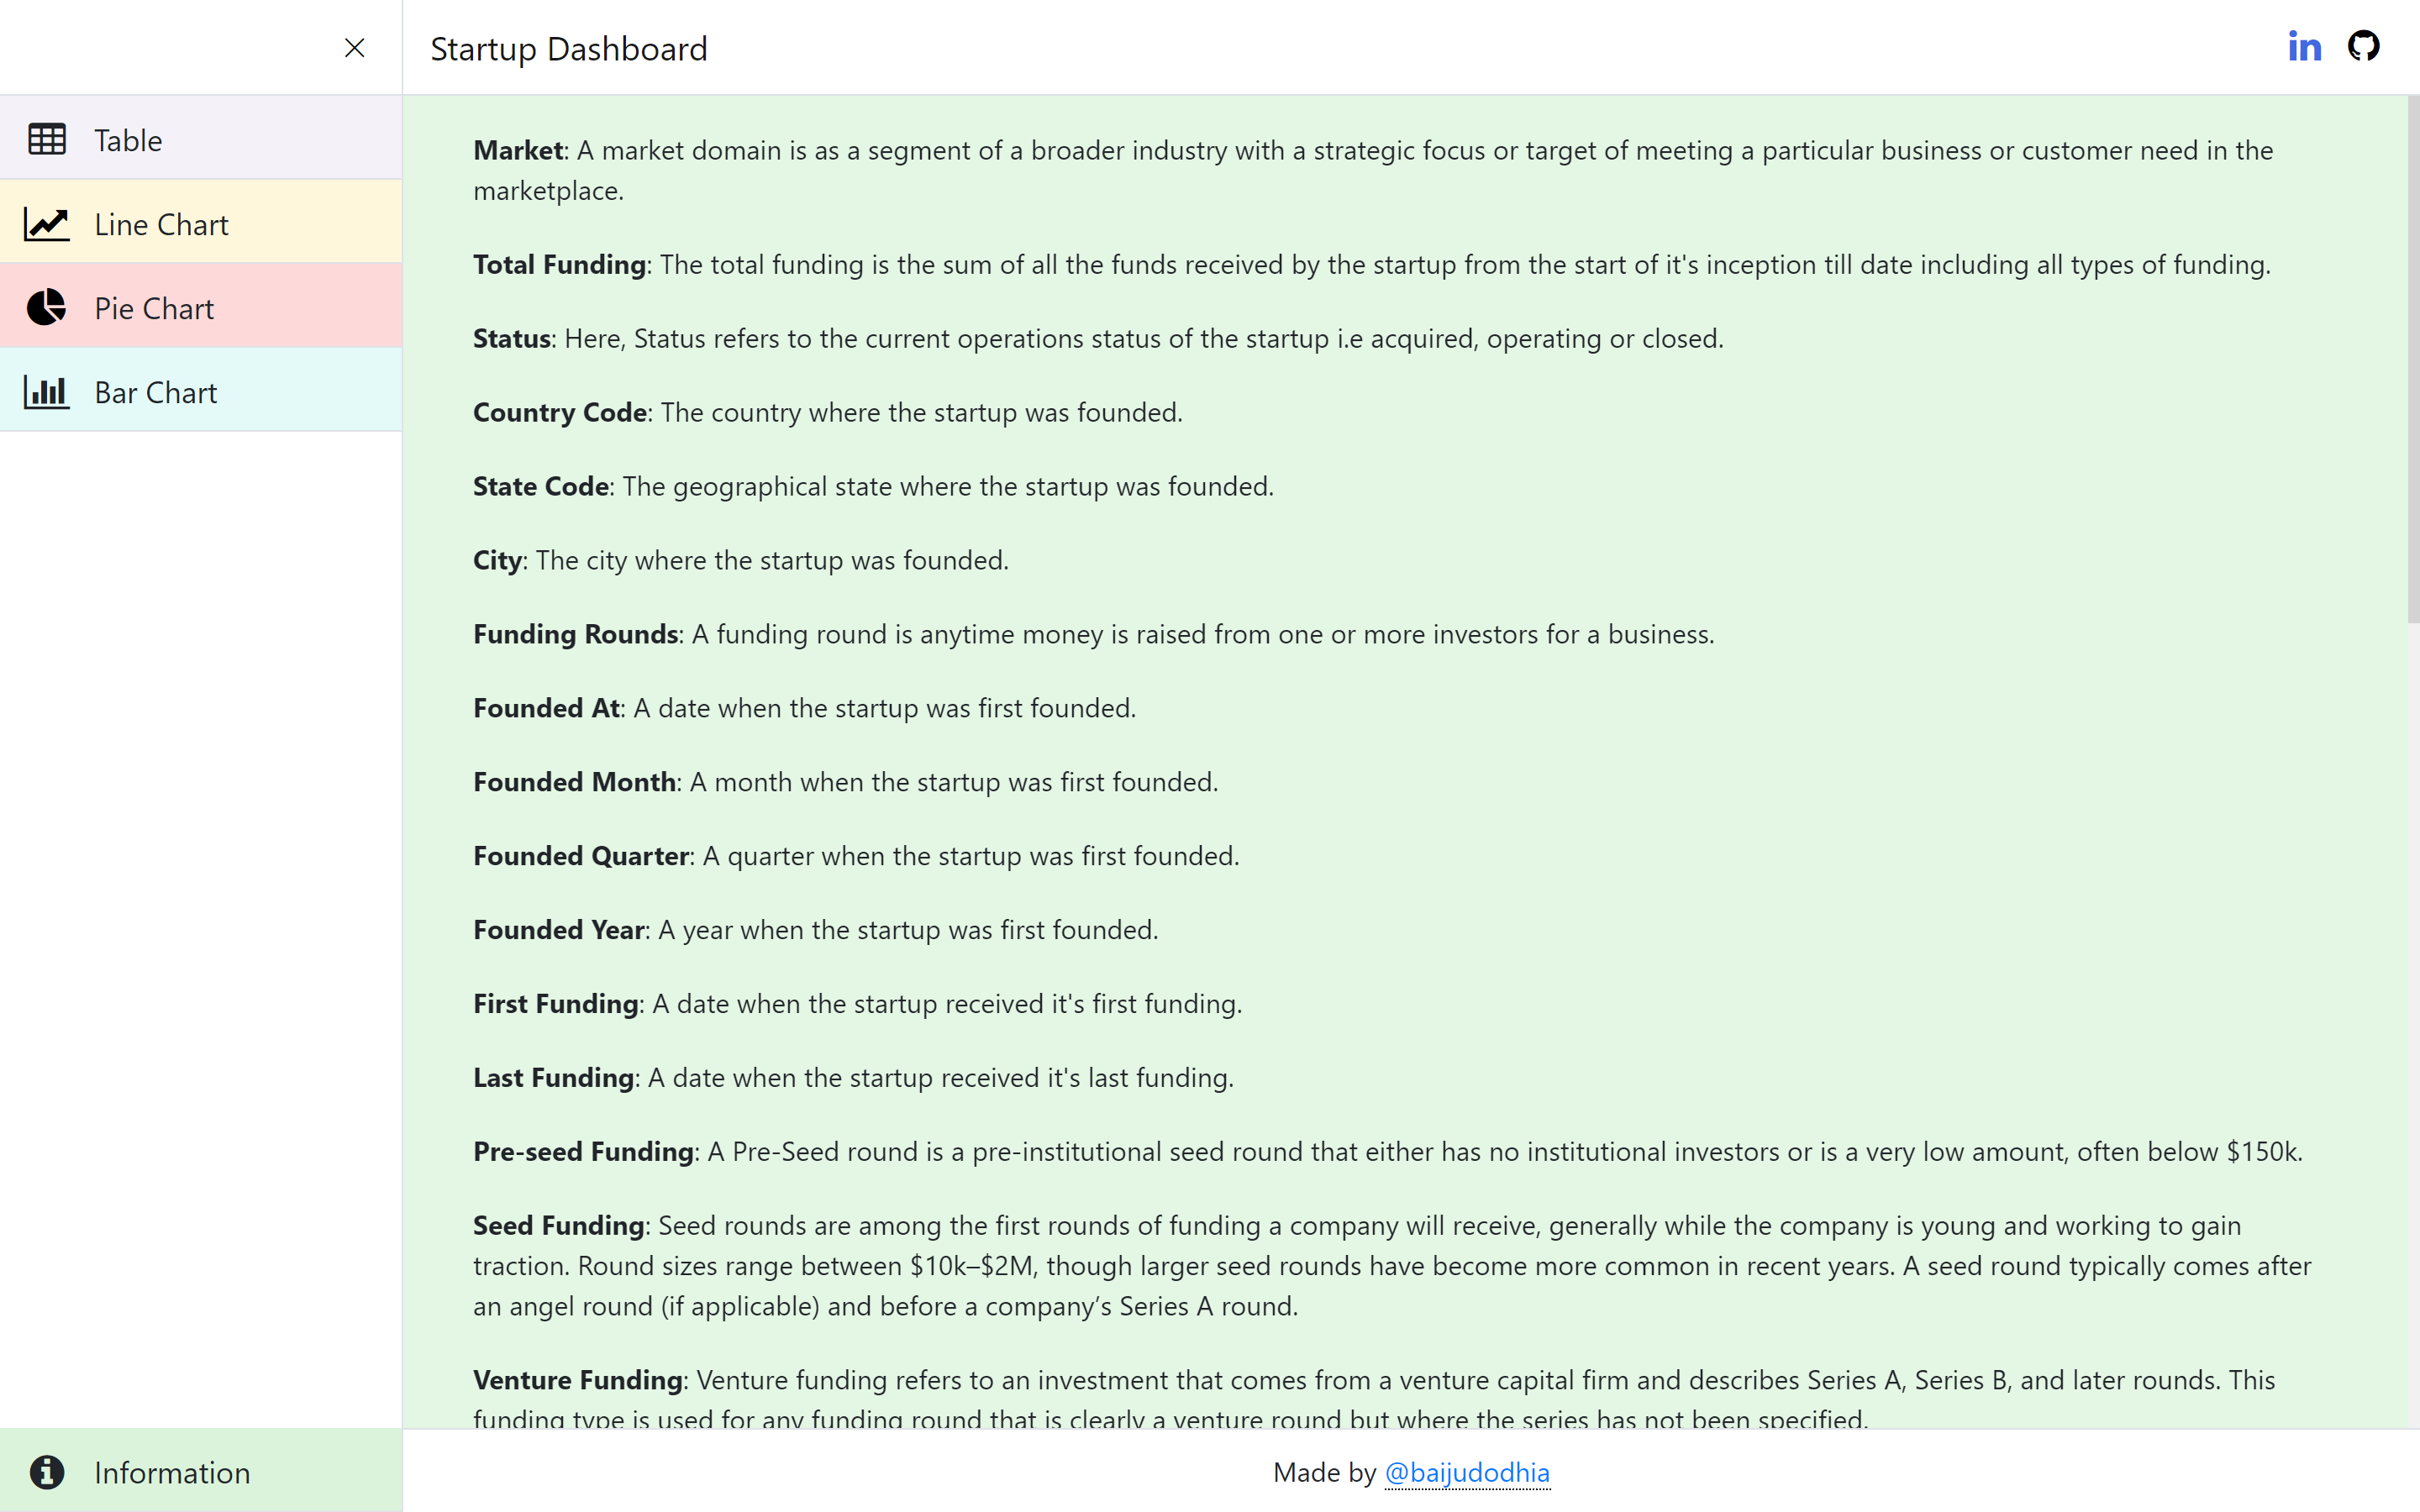 Startup Dashboard
in
Table
Line Chart
Pie Chart
Bar Chart
Information
Market: A market domain is as a segment of a broader industry with a strategic focus or target of meeting a particular business or customer need in the
marketplace.
Total Funding: The total funding is the sum of all the funds received by the startup from the start of it's inception till date including all types of funding.
Status: Here, Status refers to the current operations status of the startup i.e acquired, operating or closed.
Country Code: The country where the startup was founded.
State Code: The geographical state where the startup was founded.
City: The city where the startup was founded.
Funding Rounds: A funding round is anytime money is raised from one or more investors for a business.
Founded At: A date when the startup was first founded.
Founded Month: A month when the startup was first founded.
Founded Quarter: A quarter when the startup was first founded.
Founded Year: A year when the startup was first founded.
First Funding: A date when the startup received it's first funding.
Last Funding: A date when the startup received it's last funding.
Pre-seed Funding: A Pre-Seed round is a pre-institutional seed round that either has no institutional investors or is a very low amount, often below $150k.
Seed Funding: Seed rounds are among the first rounds of funding a company will receive, generally while the company is young and working to gain
traction. Round sizes range between $10k–$2M, though larger seed rounds have become more common in recent years. A seed round typically comes after
an angel round (if applicable) and before a company’s Series A round.
Venture Funding: Venture funding refers to an investment that comes from a venture capital firm and describes Series A, Series B, and later rounds. This
funding type is used for any funding round that is clearly a venture round but where the series has not been specified.
Made by @baijudodhia